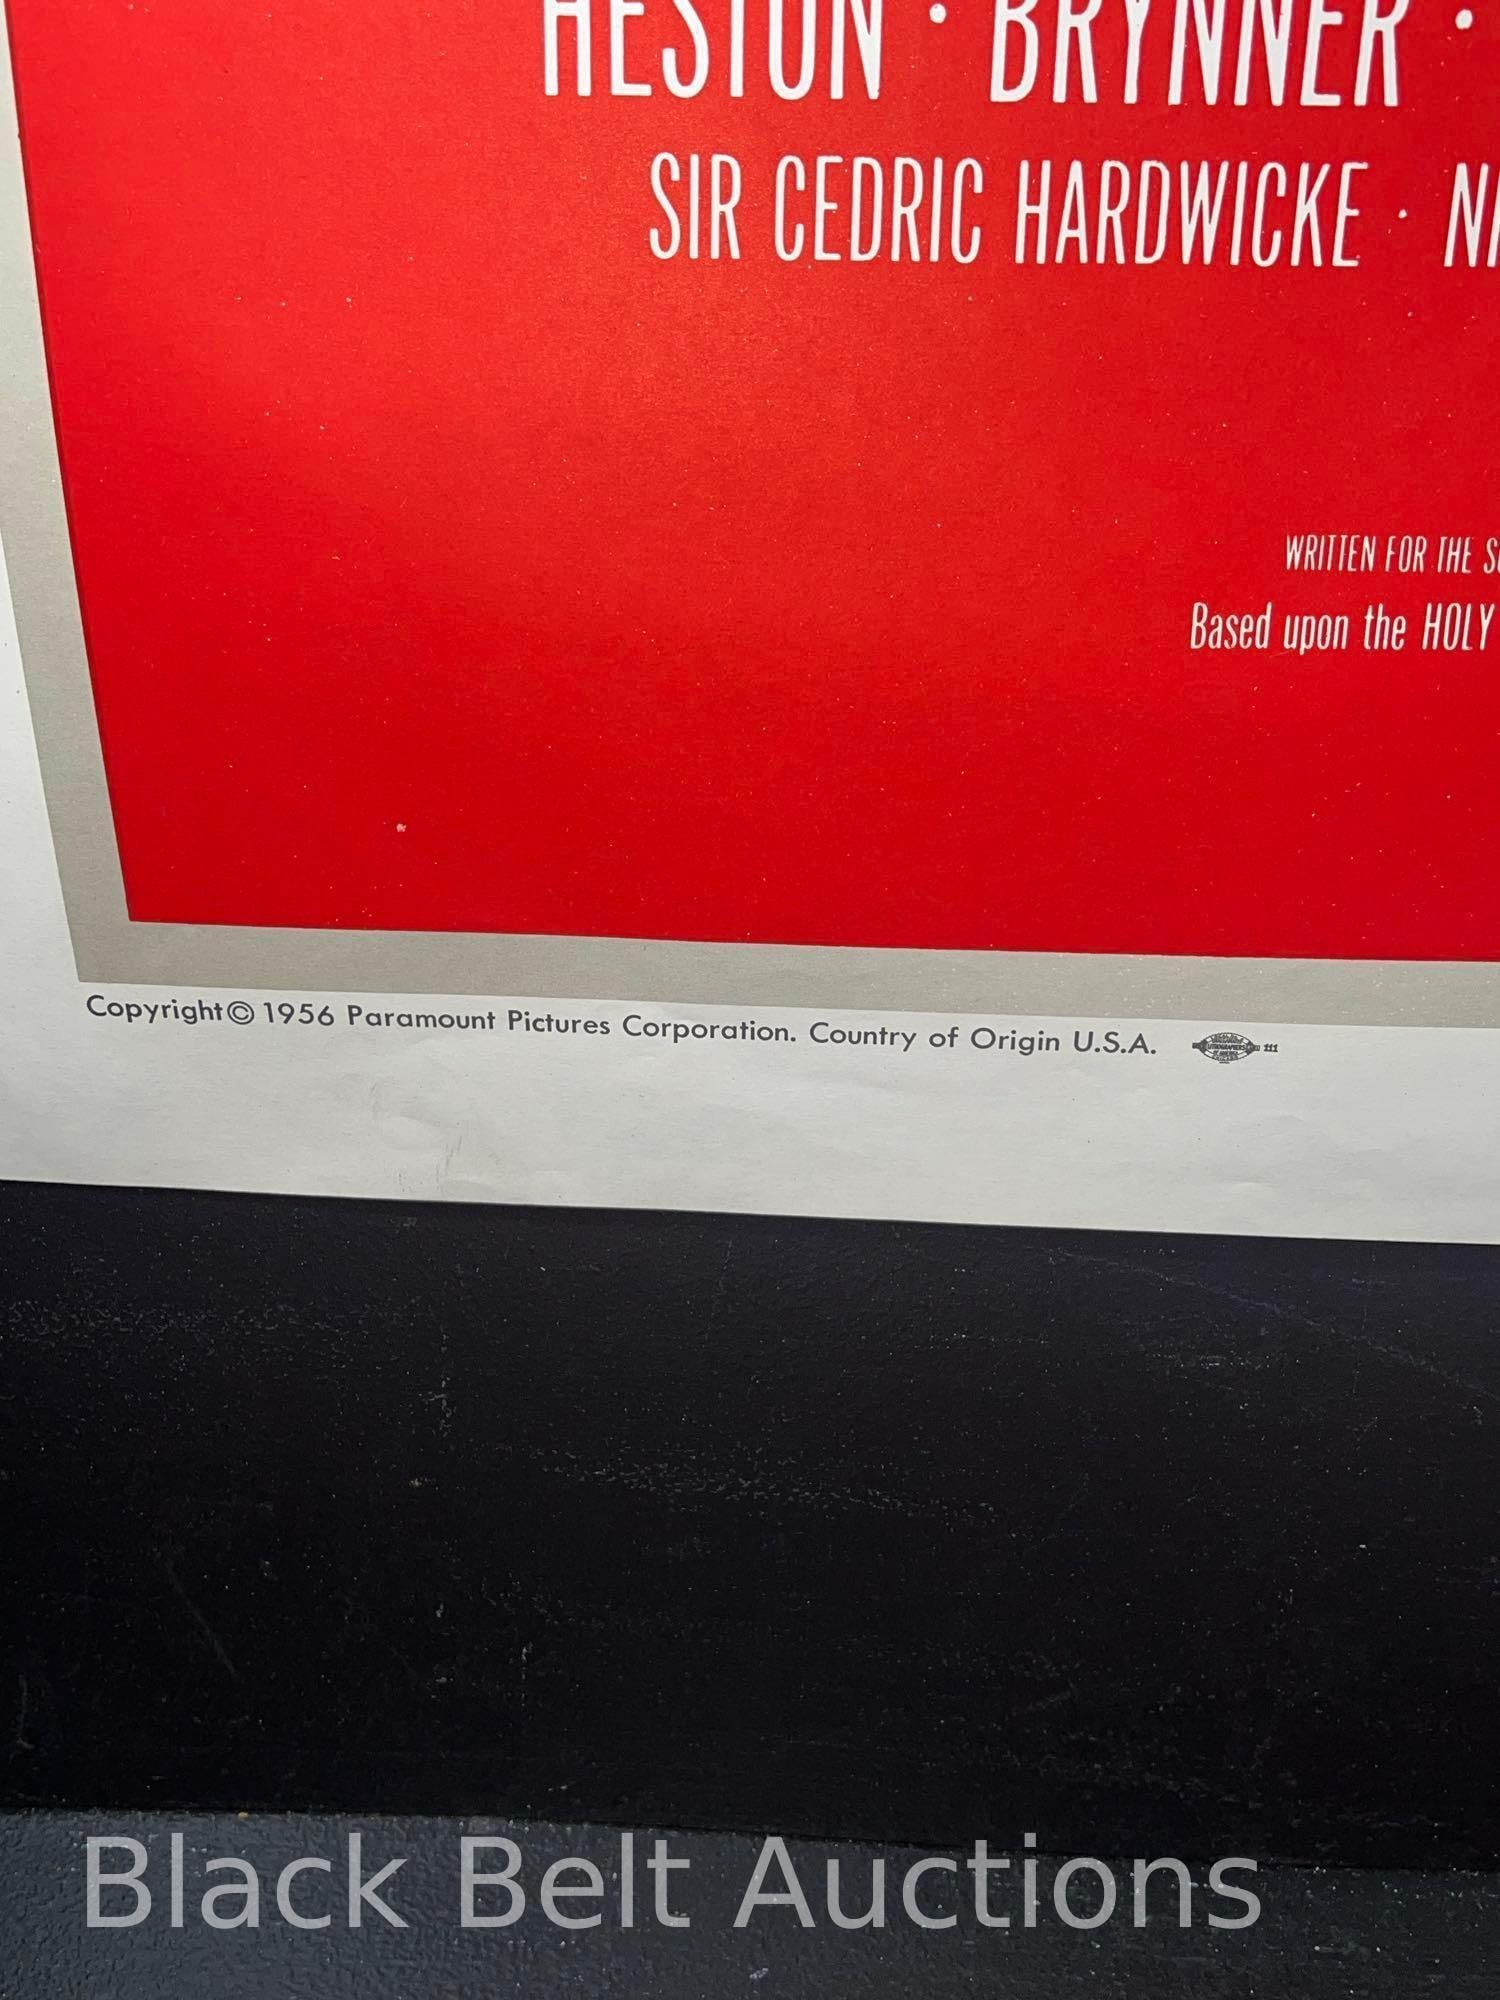 HESTON · BRYNNER ·
SIR CEDRIC HARDWICKE ·
WRITTEN FOR THE
Based upon the HOLY
Copyright © 1956 Paramount Pictures Corporation. Country of Origin U.S.A.
Black Belt Auctions